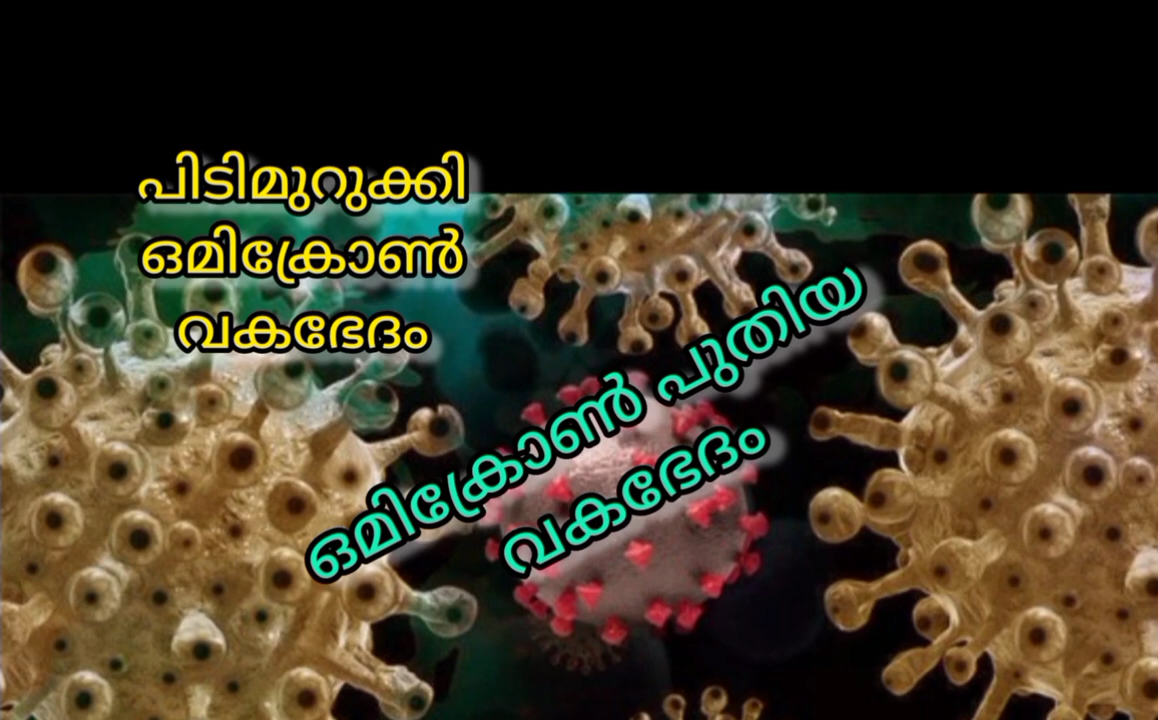 പിടിമുറുക്കി
ഒമിക്രോൺ
വകഭേദം
ഒമിക്രോൺ പുതിയ
വകഭേദം